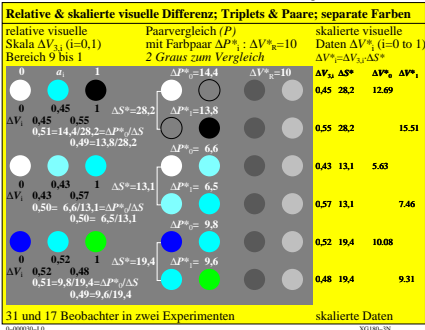 Relative & skalierte visuelle Differenz; Triplets & Paare; separate Farben
relative visuelle Paarvergleich (P) skalierte visuelle
Skala ΔV3,i (i=0,1) mit Farbpaar ΔP*i : ΔV*R=10 Daten ΔV*i (i=0 to 1)
Bereich 9 bis 1 2 Graus zum Vergleich ΔV*i=ΔV3,i·ΔS*
0 ai 1 ΔP*0=14,4 ΔV*R=10 ΔV3,i ΔS* ΔV*0 ΔV*1
0,45 28,2 12.69
0 0,45 1 ΔS*=28,2 ΔP*1=13,8
ΔVi 0,45 0,55
0,51=14,4/28,2=ΔP*0/ΔS 0,55 28,2 15.51
0,49=13,8/28,2
ΔP*0= 6,6
0,43 13,1 5.63
0 0,43 1 ΔS*=13,1 ΔP*1= 6,5
ΔVi 0,43 0,57
0,50= 6,6/13,1=ΔP*0/ΔS 0,57 13,1 7.46
0,50= 6,5/13,1
ΔP*0= 9,8
0,52 19,4 10.08
0 0,52 1 ΔS*=19,4 ΔP*1= 9,6
ΔVi 0,52 0,48
0,51=9,8/19,4=ΔP*0/ΔS 0,48 19,4 9.31
0,49=9,6/19,4
31 und 17 Beobachter in zwei Experimenten skalierte Daten
0-000030-L0 XG180-3N